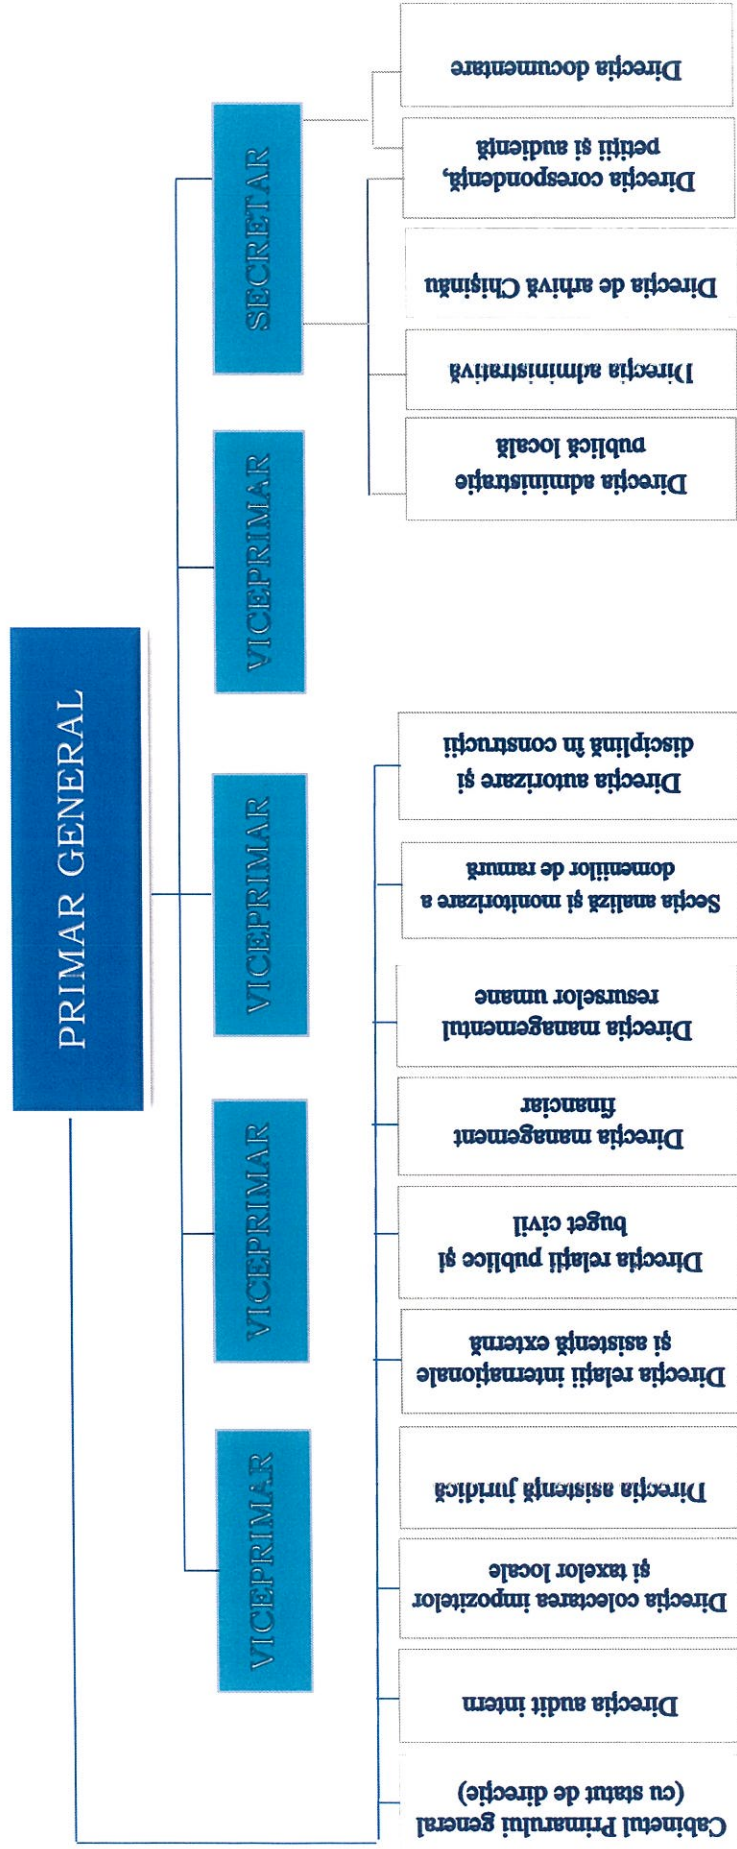 PRIMAR GENERAL
VICEPRIMAR
VICEPRIMAR
VICEPRIMAR
VICEPRIMAR
SECRETAR
Cabinetul Primarului general
(cu statut de direcție)
Direcția audit intern
Direcția colectarea impozitelor
și taxelor locale
Direcția asistență juridică
Direcția relații internaționale
și asistență externă
Direcția relații publice și
buget civil
Direcția management
financiar
Direcția managementul
resurselor umane
Secția analiză și monitorizare a
domeniilor de ramură
Direcția autorizare și
disciplină în construcții
Direcția administrație
publică locală
Direcția administrativă
Direcția de arhivă Chișinău
Direcția corespondență,
petiții și audiență
Direcția documentare